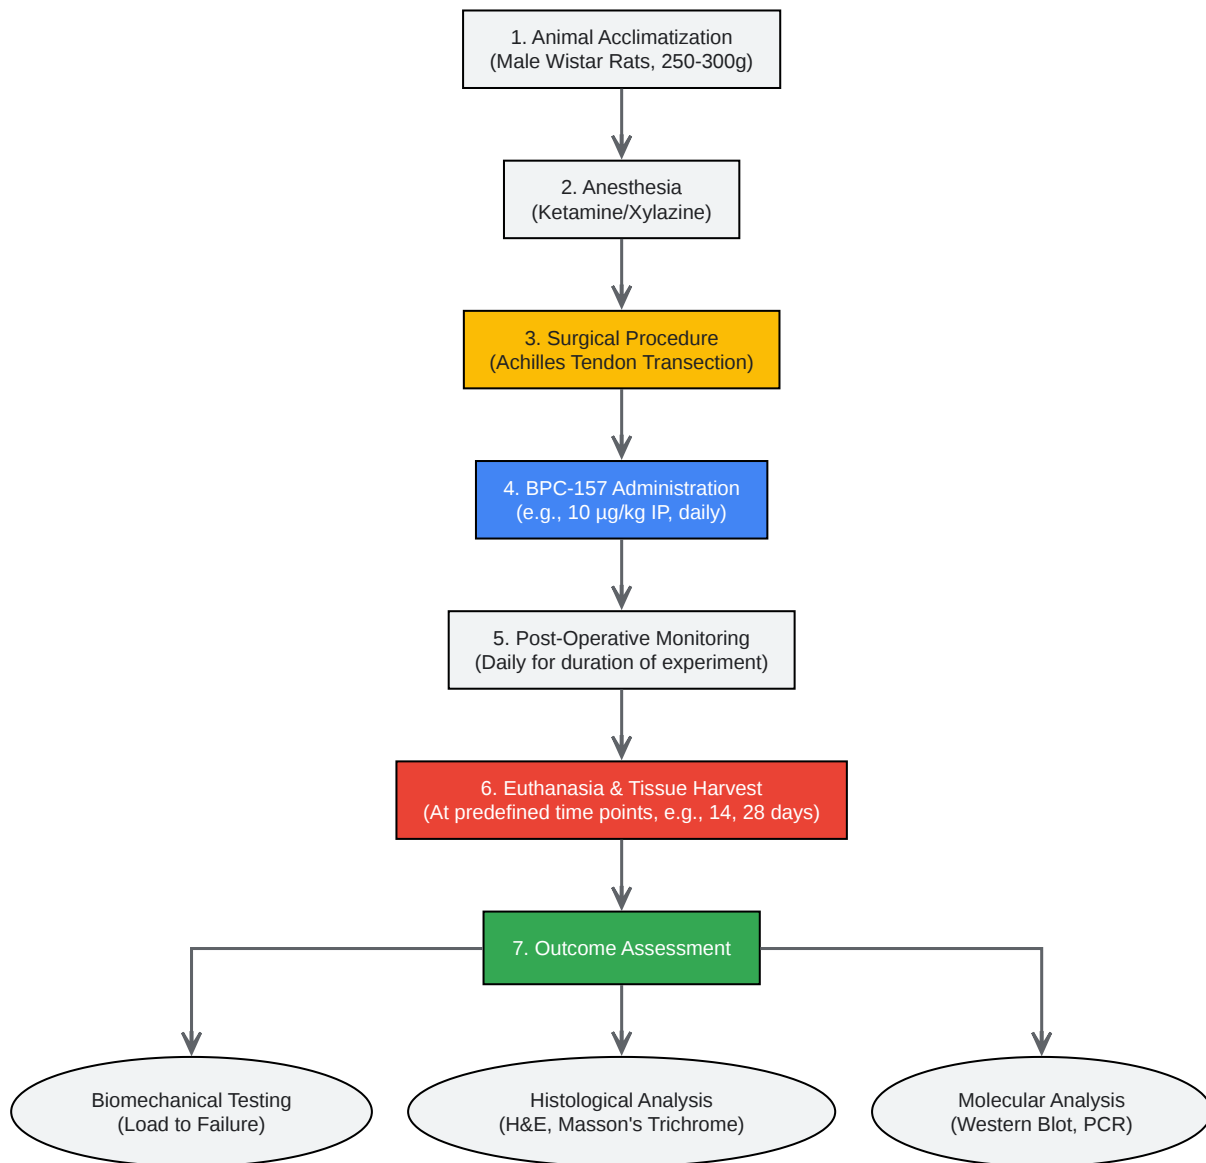 1. Animal Acclimatization
(Male Wistar Rats, 250-300g)
2. Anesthesia
(Ketamine/Xylazine)
3. Surgical Procedure
(Achilles Tendon Transection)
4. BPC-157 Administration
(e.g., 10 µg/kg IP, daily)
5. Post-Operative Monitoring
(Daily for duration of experiment)
6. Euthanasia & Tissue Harvest
(At predefined time points, e.g., 14, 28 days)
7. Outcome Assessment
Biomechanical Testing
(Load to Failure)
Histological Analysis
(H&E, Masson's Trichrome)
Molecular Analysis
(Western Blot, PCR)